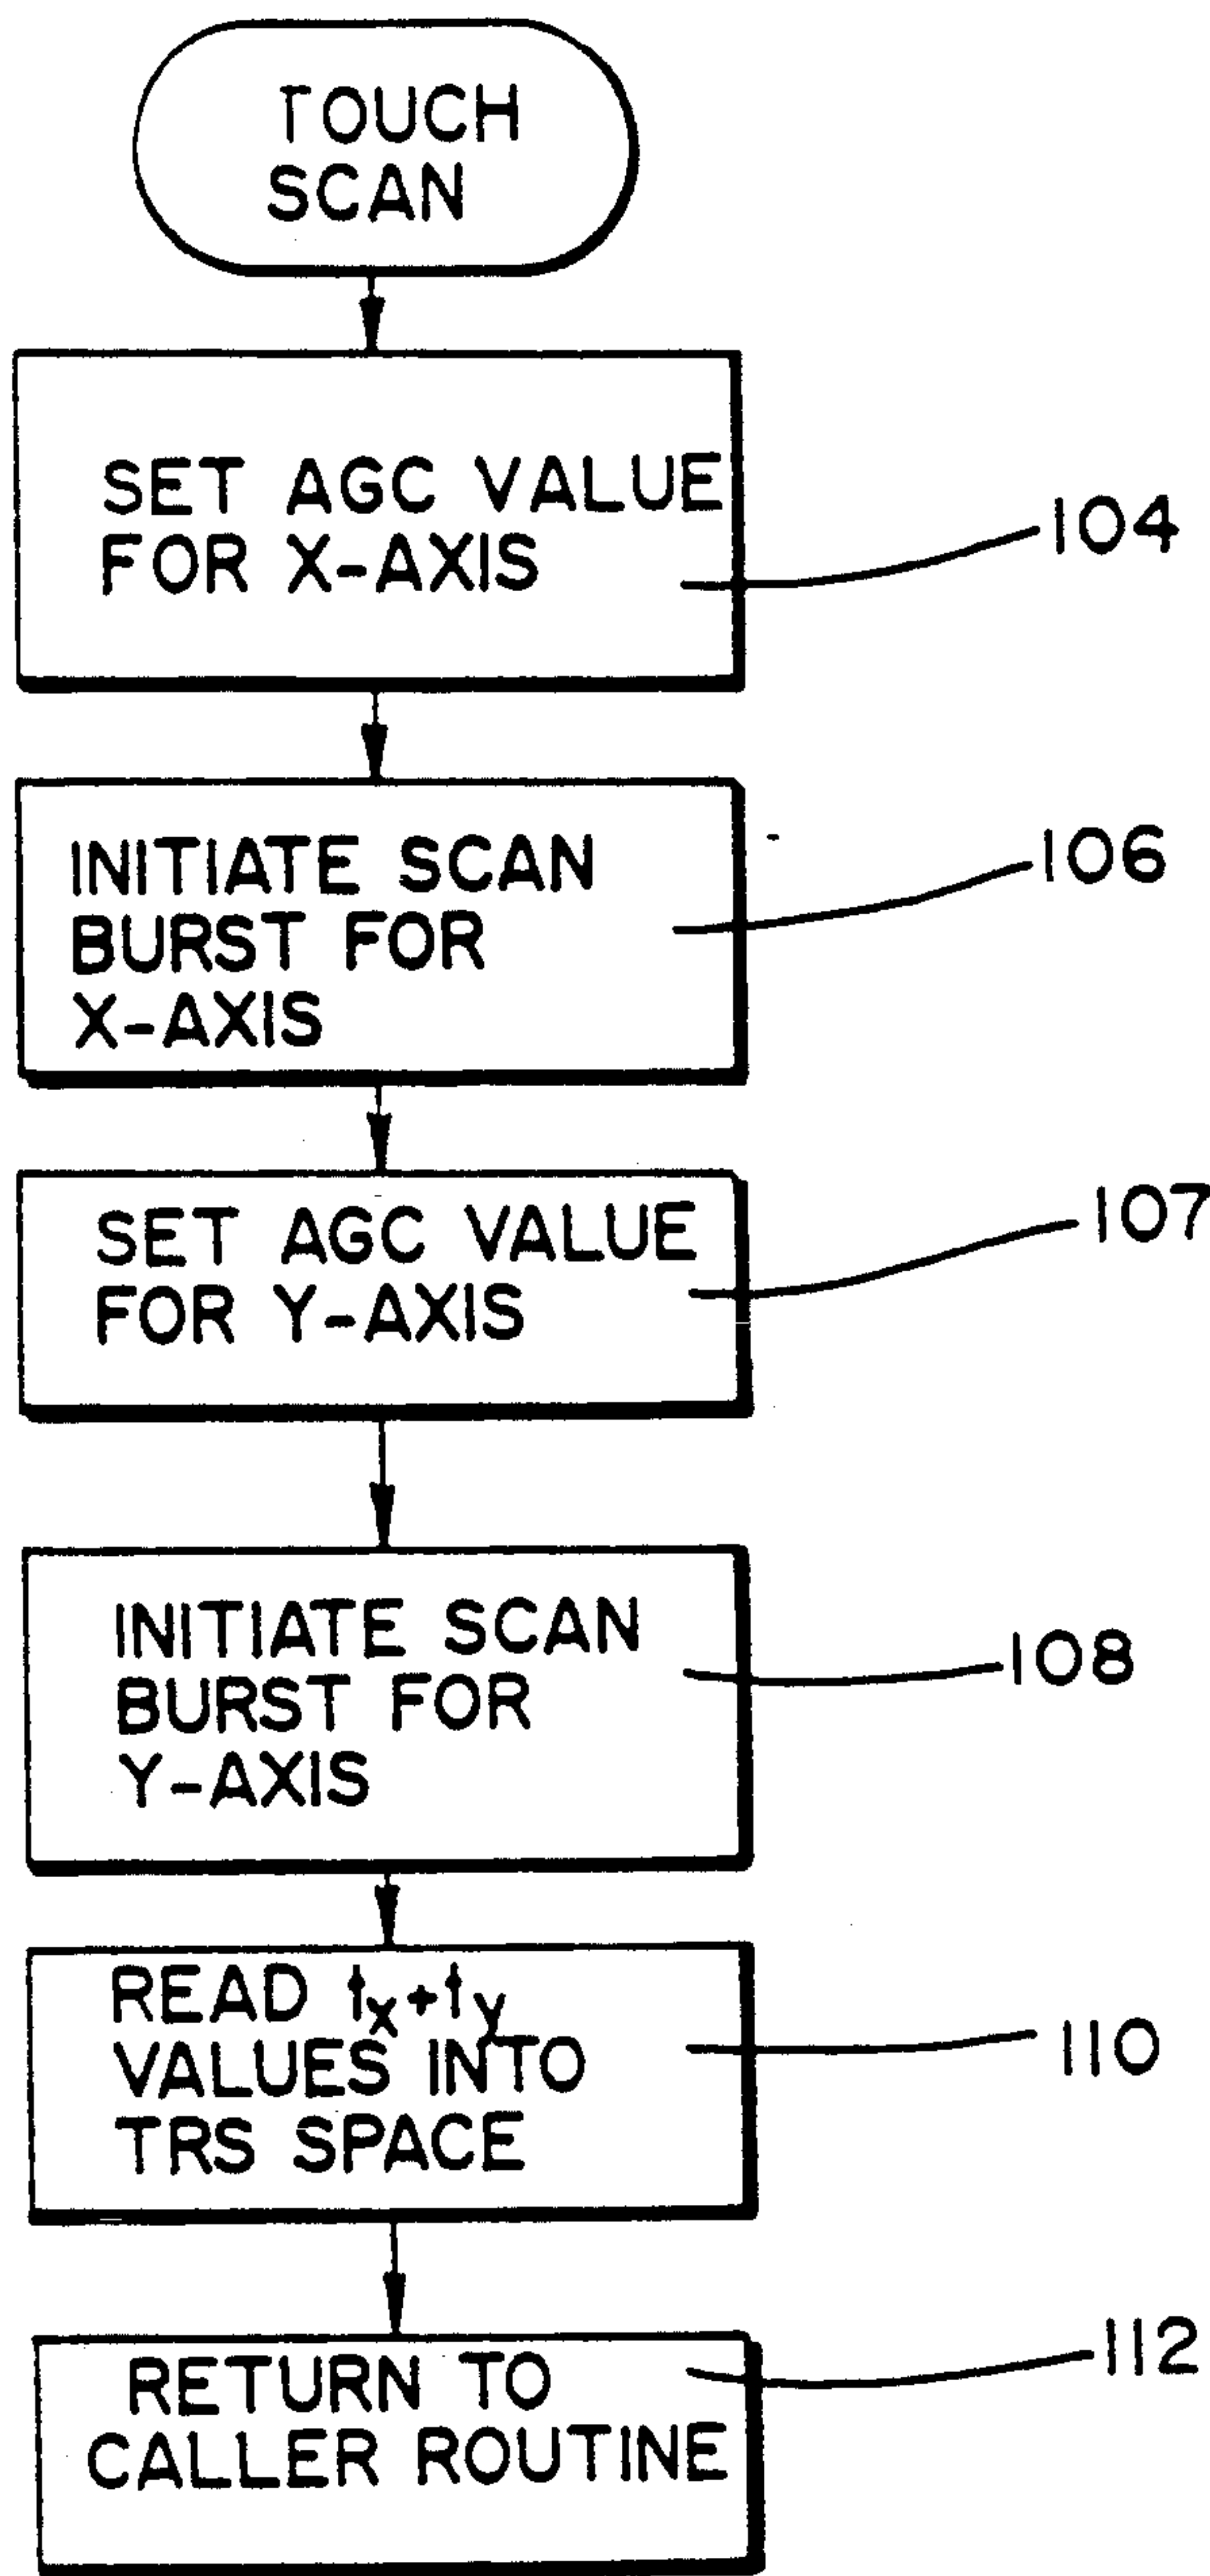 TOUCH
SCAN
SET AGC VALUE
FOR X-AXIS
104
INITIATE SCAN
BURST FOR
X-AXIS
106
SET AGC VALUE
FOR Y-AXIS
107
INITIATE SCAN
BURST FOR
Y-AXIS
108
READ tx+ty
VALUES INTO
TRS SPACE
110
RETURN TO
CALLER ROUTINE
112